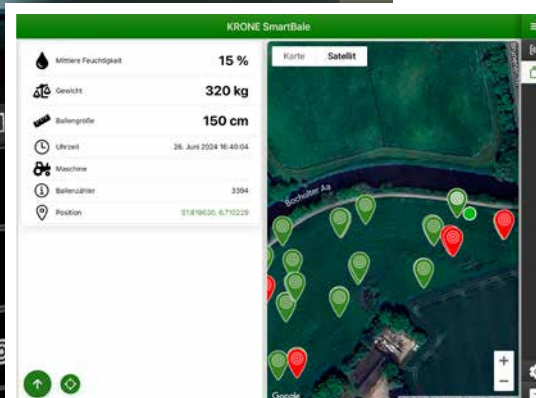 KRONE SmartBale
Mittlere Feuchtigkeit 15 %
Gewicht 320 kg
Ballengröße 150 cm
Uhrzeit 26. Juni 2024 16:40:04
Maschine
Ballenzähler 3394
Position 51.819630, 6.710229
Karte Satellit
Bocholter Aa
Google
+
−